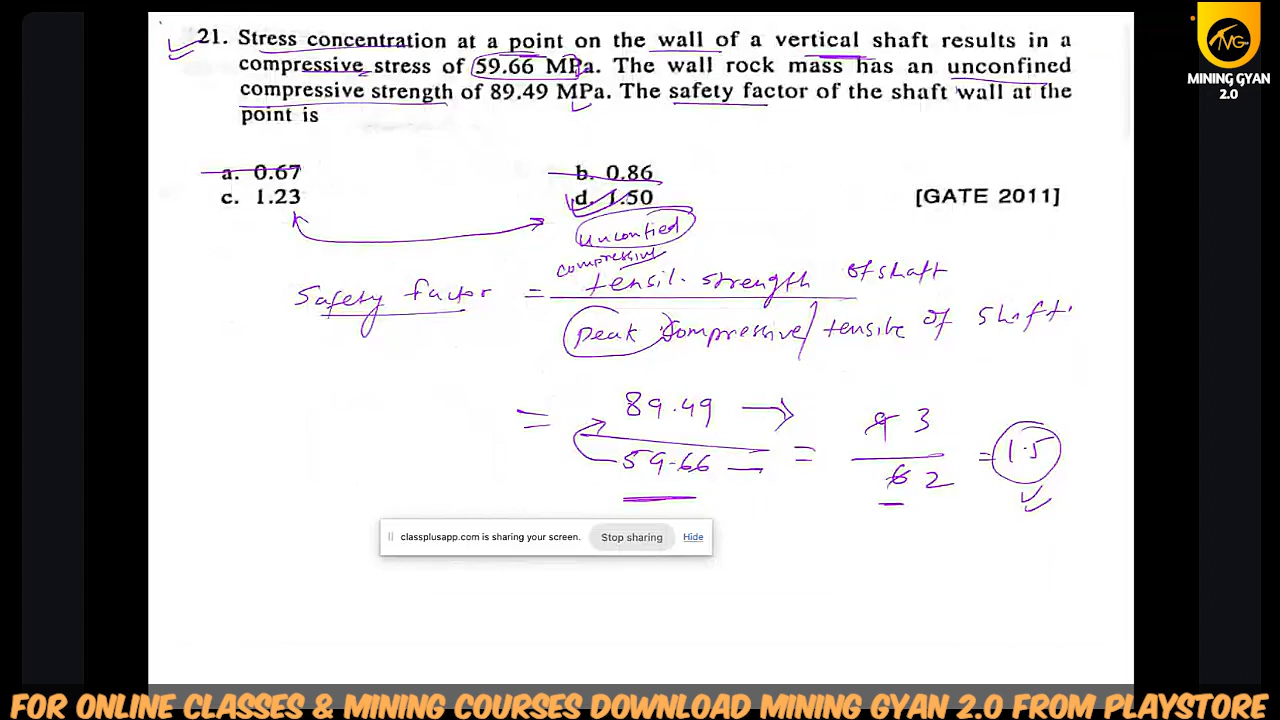 21. Stress concentration at a point on the wall of a vertical shaft results in a
compressive stress of 59.66 MPa. The wall rock mass has an unconfined
compressive strength of 89.49 MPa. The safety factor of the shaft wall at the
point is
a. 0.67 b. 0.86
c. 1.23 d. 1.50 [GATE 2011]
unconfied
compressive
Safety factor = tensil. strength of shaft
peak compressive/tensile of shaft.
= 89.49
59.66 = 9 3
6 2 = 1.5
classplusapp.com is sharing your screen. Stop sharing Hide
MINING GYAN
2.0
FOR ONLINE CLASSES & MINING COURSES DOWNLOAD MINING GYAN 2.0 FROM PLAYSTORE